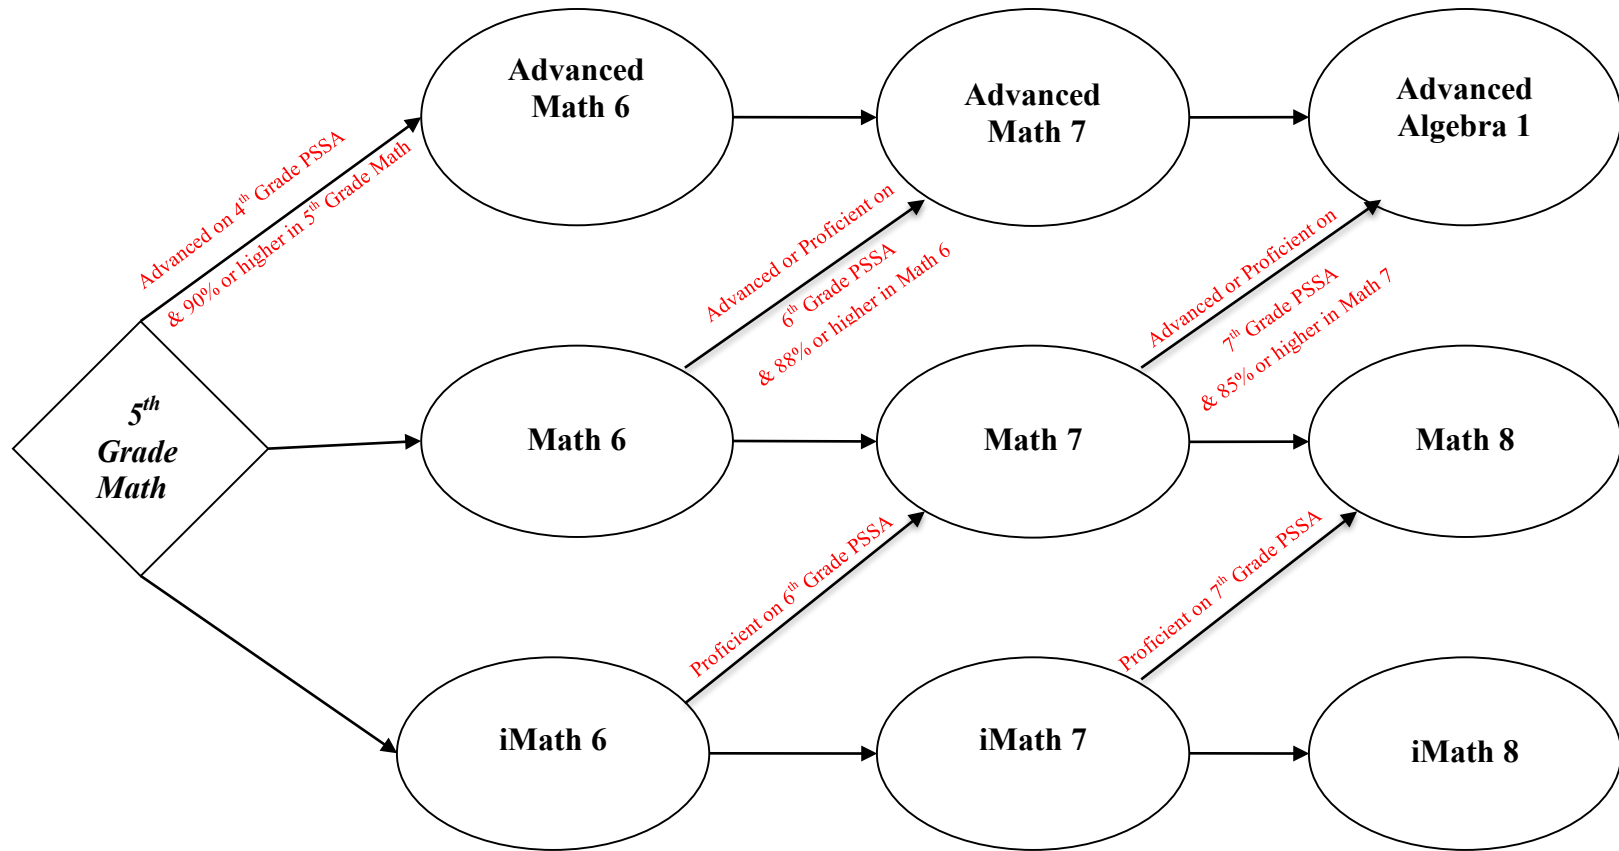 Advanced
Math 6
Advanced
Math 7
Advanced
Algebra 1
Advanced on 4th Grade PSSA
& 90% or higher in 5th Grade Math
Advanced or Proficient on
6th Grade PSSA
& 88% or higher in Math 6
Advanced or Proficient on
7th Grade PSSA
& 85% or higher in Math 7
5th
Grade
Math
Math 6
Math 7
Math 8
Proficient on 6th Grade PSSA
Proficient on 7th Grade PSSA
iMath 6
iMath 7
iMath 8